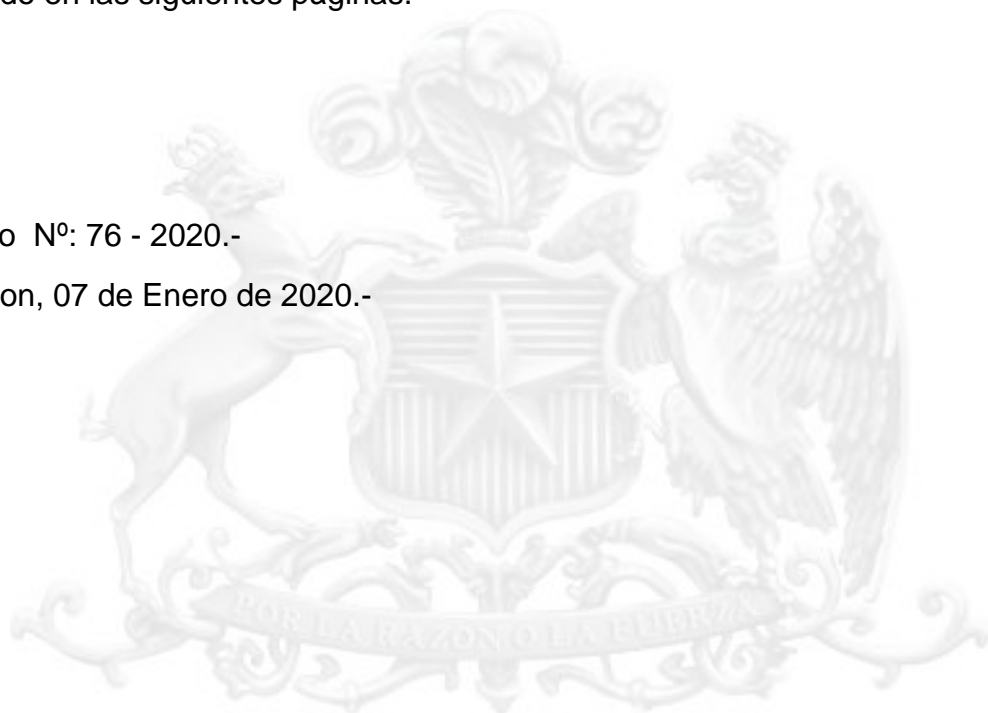 do en las siguientes páginas.
o Nº: 76 - 2020.-
on, 07 de Enero de 2020.-
POR LA RAZON O LA FUERZA